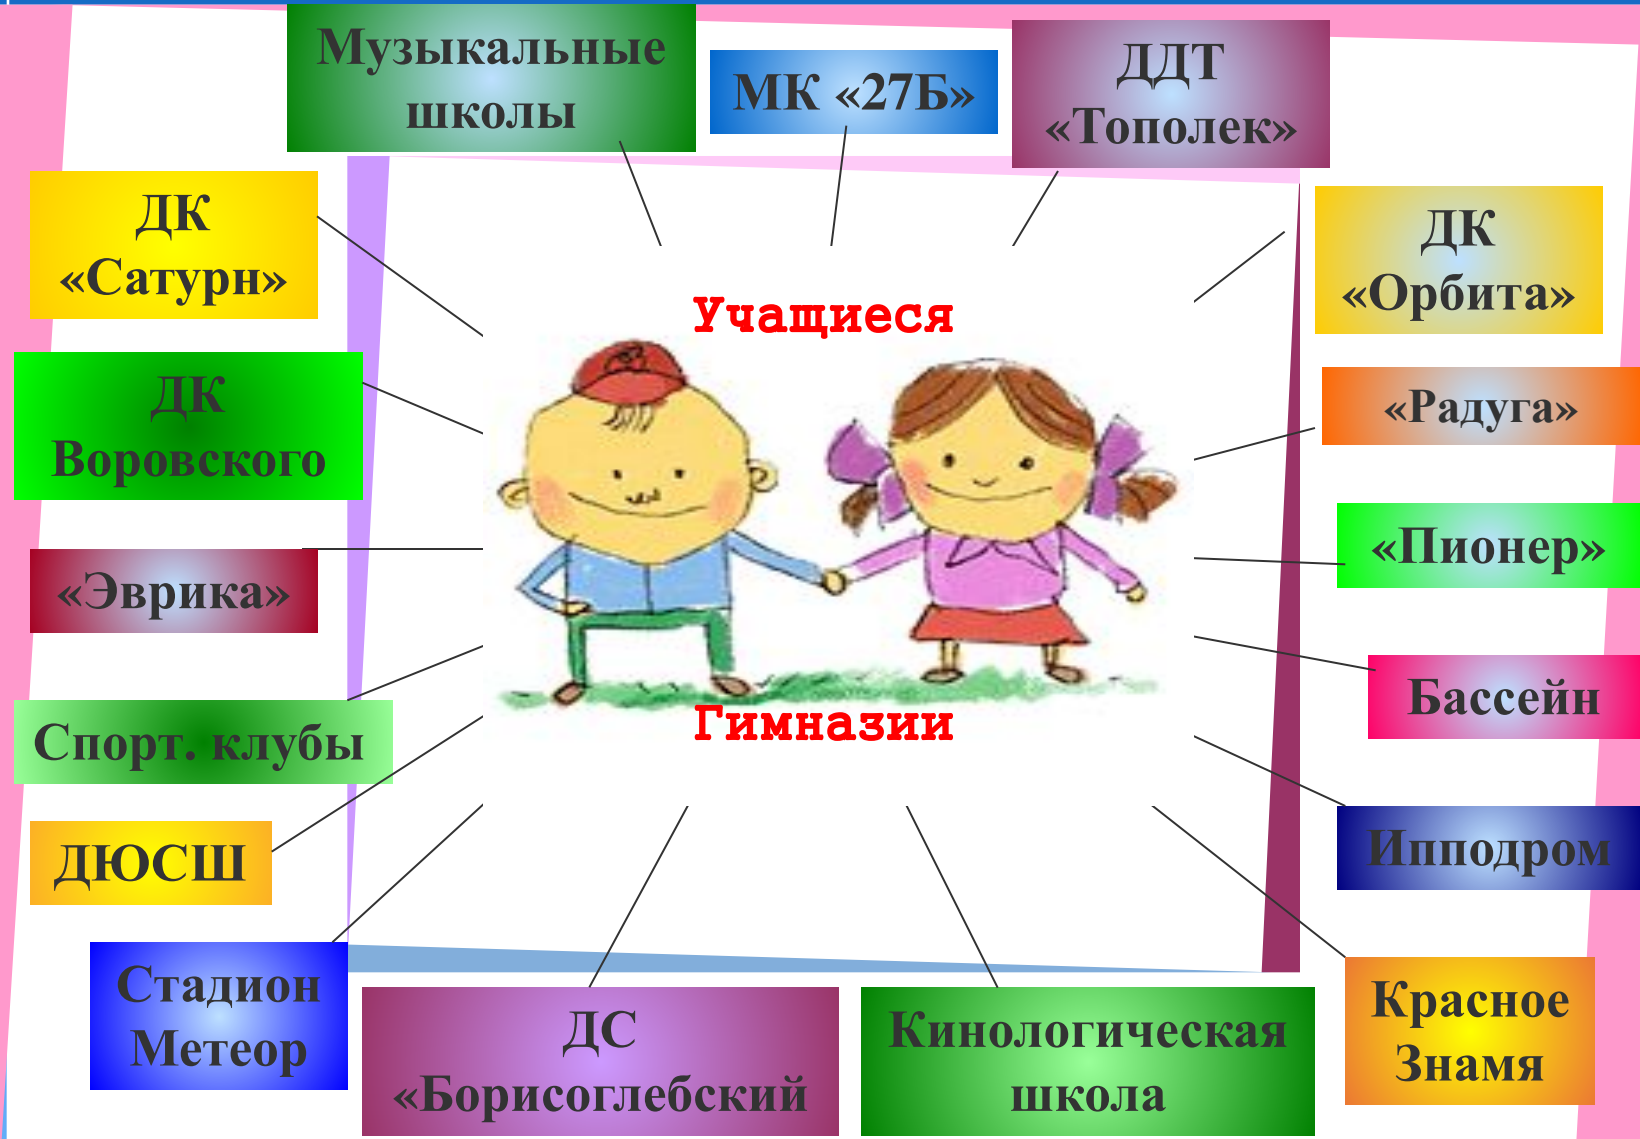 Музыкальные
школы
МК «27Б»
ДДТ
«Тополек»
ДК
«Сатурн»
ДК
«Орбита»
Учащиеся
ДК
Воровского
«Радуга»
«Пионер»
«Эврика»
Бассейн
Спорт. клубы
Гимназии
Ипподром
ДЮСШ
Стадион
Метеор
ДС
«Борисоглебский
Кинологическая
школа
Красное
Знамя